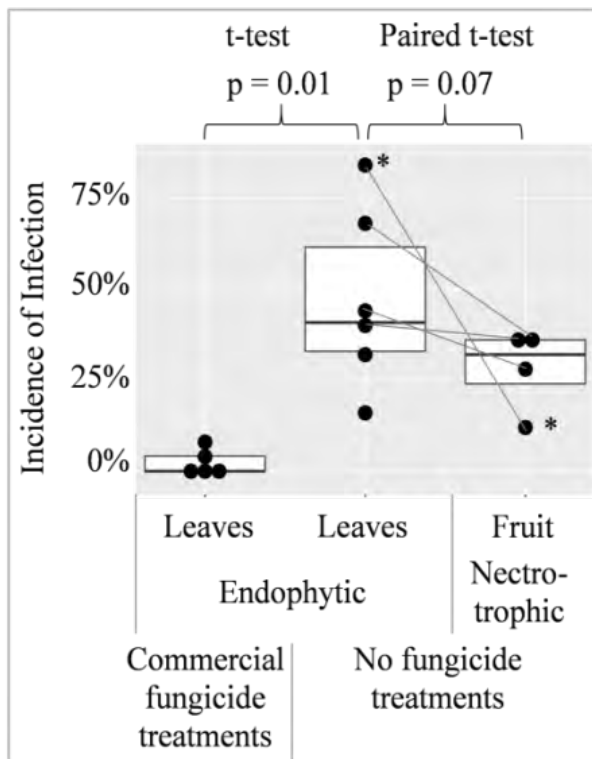 t-test Paired t-test
p = 0.01 p = 0.07
Incidence of Infection
75%
50%
25%
0%
*
*
Leaves Leaves Fruit
Endophytic
Nectro-
trophic
Commercial
fungicide
treatments
No fungicide
treatments